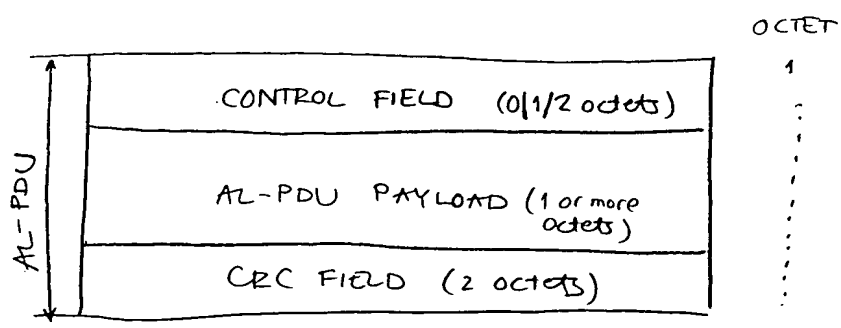 OCTET
1
CONTROL FIELD (0/1/2 octets)
AL-PDU PAYLOAD (1 or more
octets)
CRC FIELD (2 octets)
AL-PDU